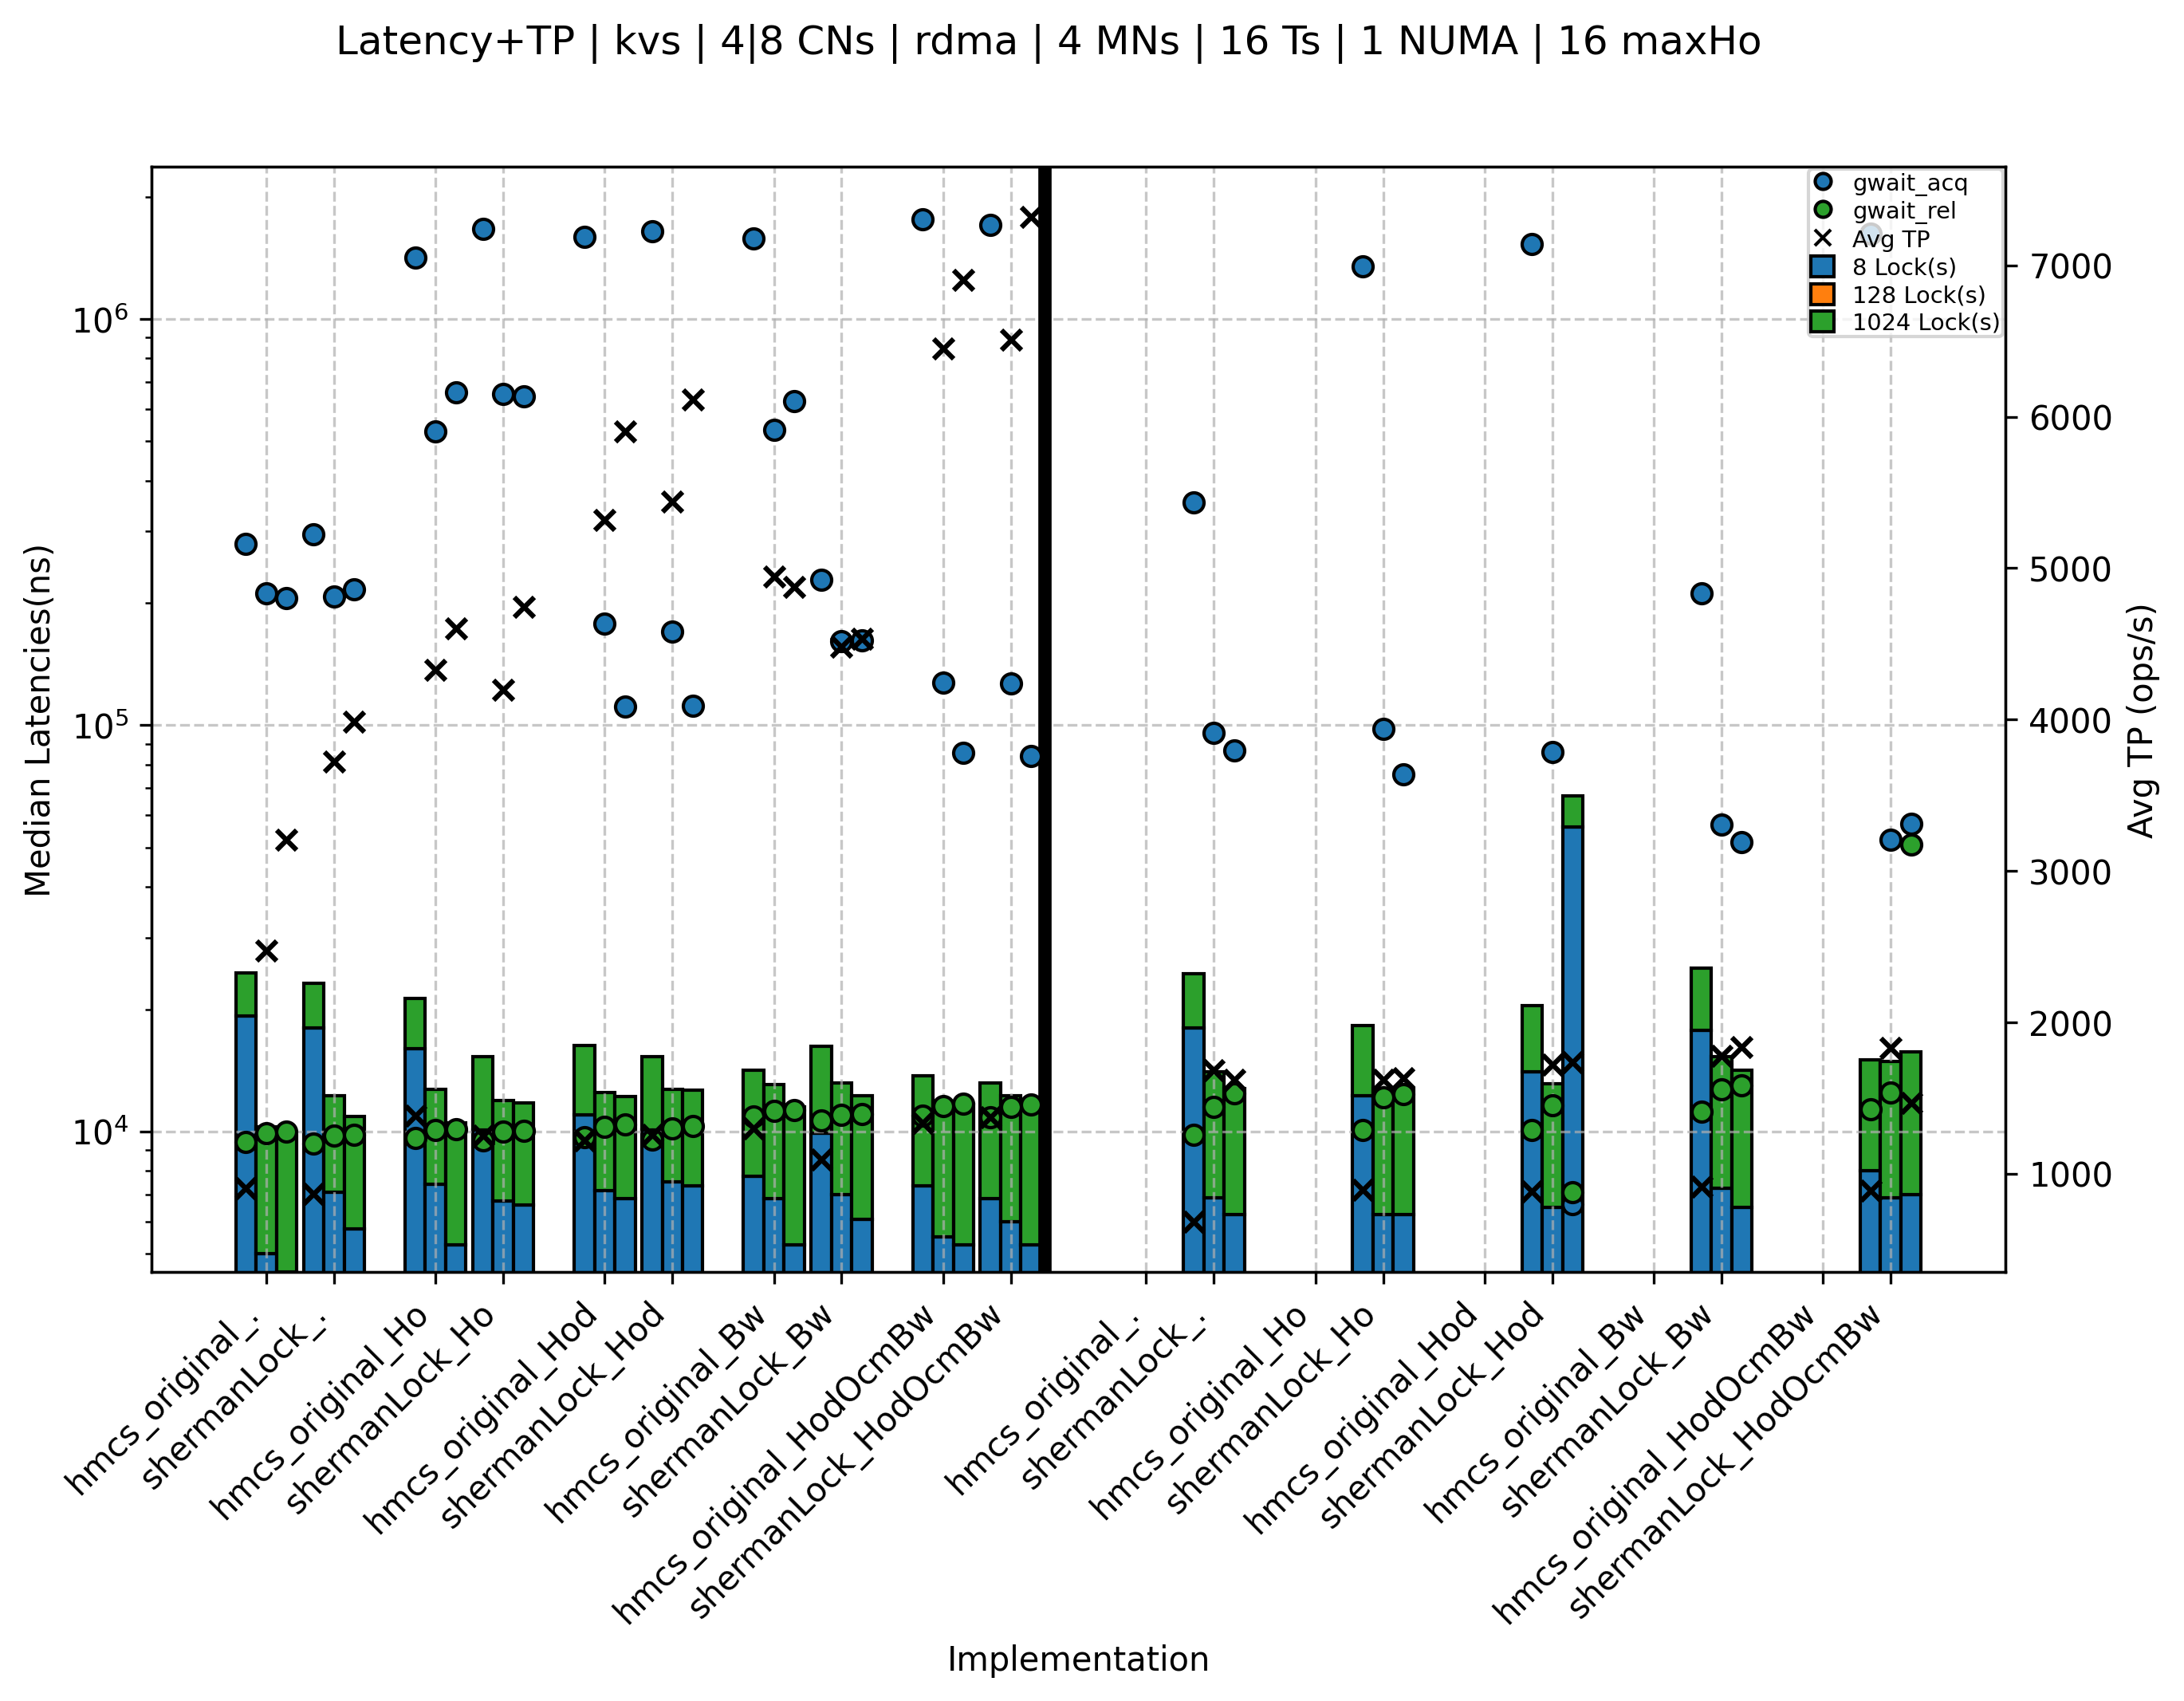 Latency+TP | kvs | 4|8 CNs | rdma | 4 MNs | 16 Ts | 1 NUMA | 16 maxHo
gwait_acq
gwait_rel
Avg TP
8 Lock(s)
128 Lock(s)
1024 Lock(s)
Median Latencies(ns)
10^6
10^5
10^4
7000
6000
5000
4000
3000
2000
1000
Avg TP (ops/s)
hmcs_original_.
shermanLock_.
hmcs_original_Ho
shermanLock_Ho
hmcs_original_Hod
shermanLock_Hod
hmcs_original_Bw
shermanLock_Bw
hmcs_original_HodOcmBw
shermanLock_HodOcmBw
hmcs_original_.
shermanLock_.
hmcs_original_Ho
shermanLock_Ho
hmcs_original_Hod
shermanLock_Hod
hmcs_original_Bw
shermanLock_Bw
hmcs_original_HodOcmBw
shermanLock_HodOcmBw
Implementation